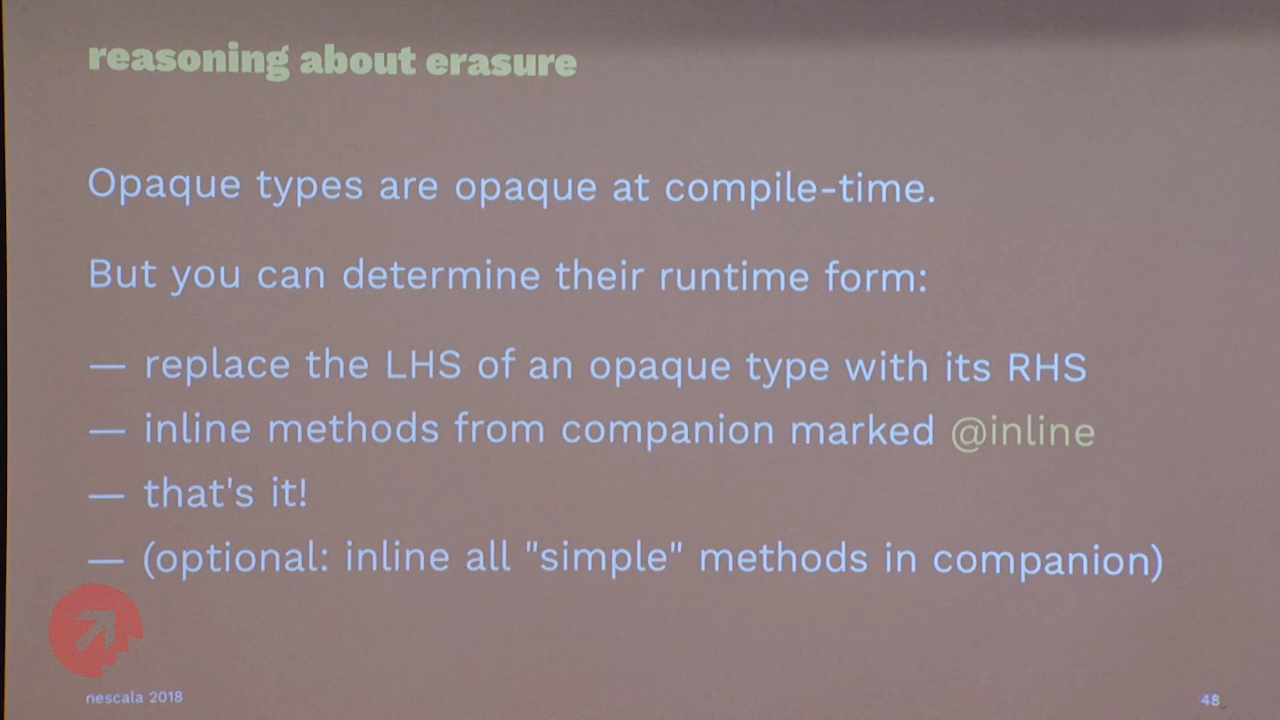 reasoning about erasure
Opaque types are opaque at compile-time.
But you can determine their runtime form:
— replace the LHS of an opaque type with its RHS
— inline methods from companion marked @inline
— that's it!
— (optional: inline all "simple" methods in companion)
nescala 2018
48